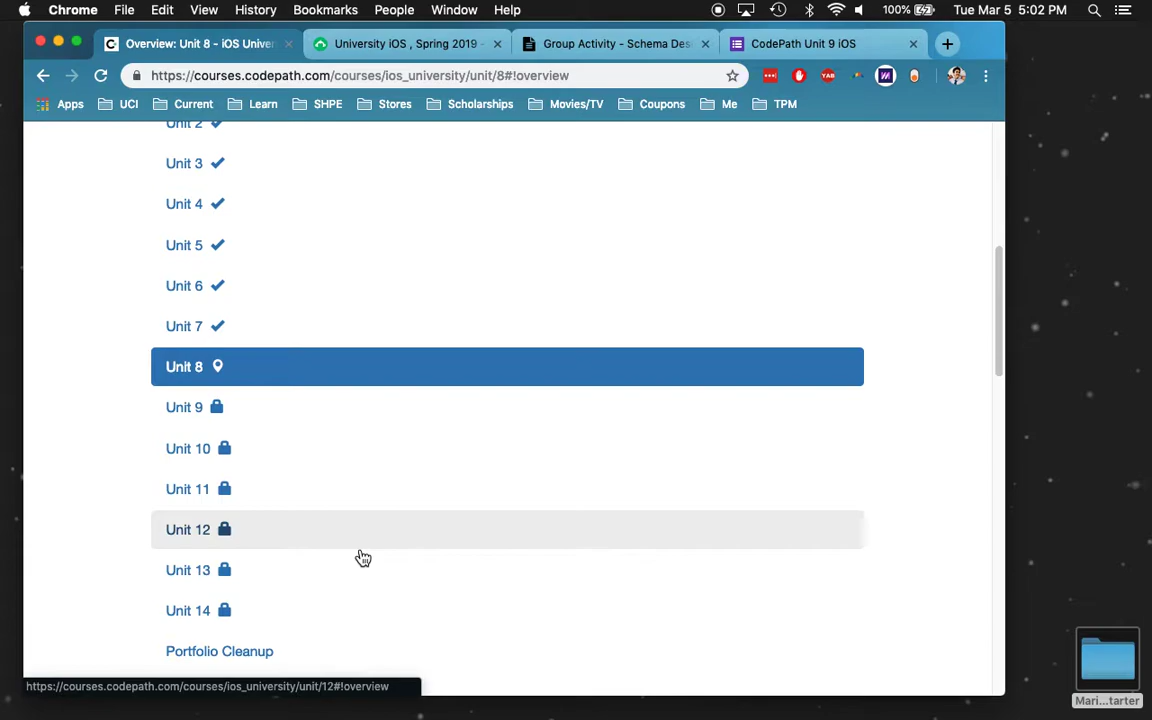 Chrome File Edit View History Bookmarks People Window Help 100% Tue Mar 5 5:02 PM
Overview: Unit 8 - iOS Univer University iOS , Spring 2019 - Group Activity - Schema Des CodePath Unit 9 iOS
https://courses.codepath.com/courses/ios_university/unit/8#!overview YAB
Apps UCI Current Learn SHPE Stores Scholarships Movies/TV Coupons Me TPM
Unit 2
Unit 3
Unit 4
Unit 5
Unit 6
Unit 7
Unit 8
Unit 9
Unit 10
Unit 11
Unit 12
Unit 13
Unit 14
Portfolio Cleanup
https://courses.codepath.com/courses/ios_university/unit/12#!overview
Mari...tarter